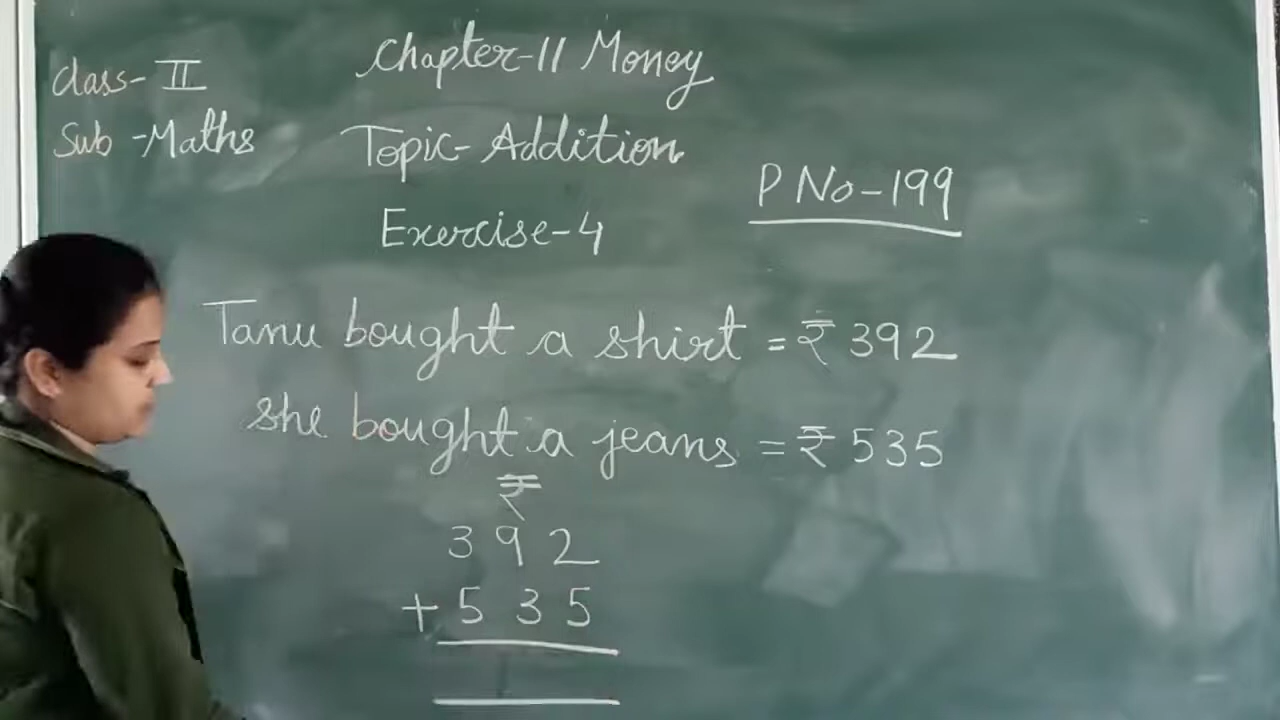 Class- II
Sub - Maths
Chapter-11 Money
Topic- Addition
Exercise-4
P No-199
Tanu bought a shirt = ₹ 392
she bought a jeans = ₹ 535
₹
3 9 2
+ 5 3 5